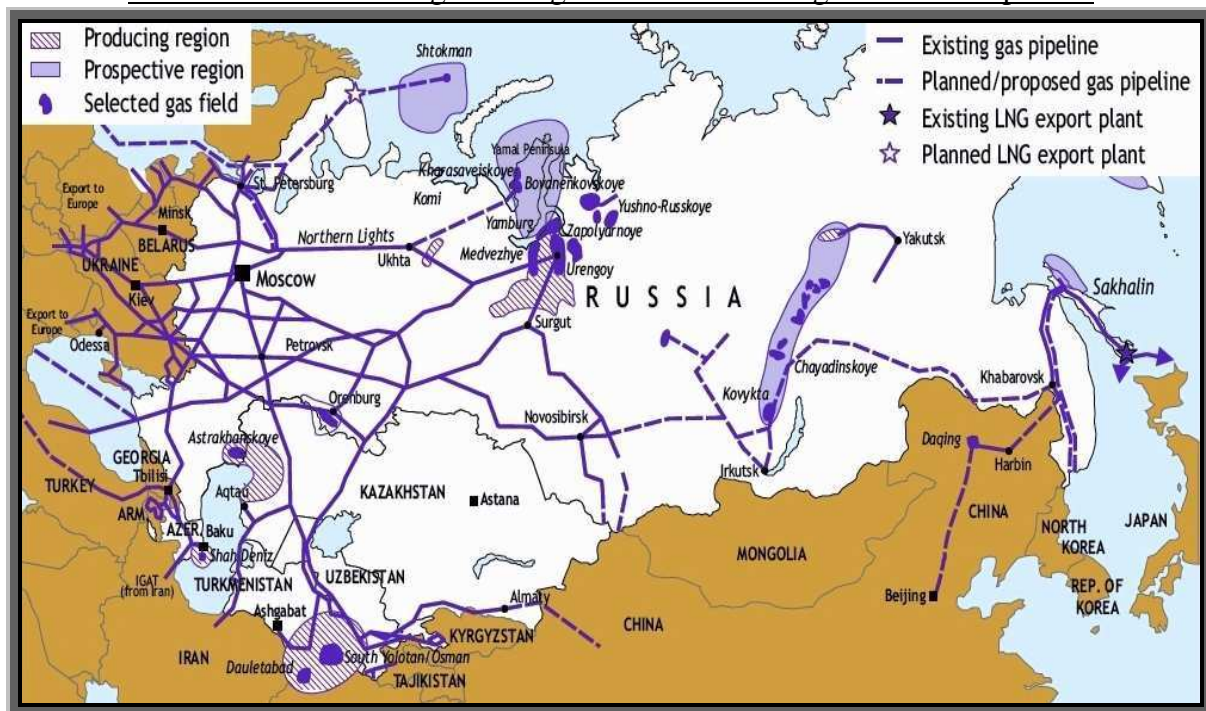 Producing region
Prospective region
Selected gas field
Existing gas pipeline
Planned/proposed gas pipeline
Existing LNG export plant
Planned LNG export plant
Shtokman
Yamal Peninsula
Kharasaveiskoye
Bovanenkovskoye
Komi
Yushno-Russkoye
Yamburg
Zapolyarnoye
St. Petersburg
Export to
Europe
Minsk
BELARUS
Northern Lights
Ukhta
Medvezhye
Urengoy
Yakutsk
UKRAINE
Kiev
Moscow
RUSSIA
Sakhalin
Export to
Europe
Odessa
Petrovsk
Surgut
Chayadinskoye
Khabarovsk
Orenburg
Novosibirsk
Kovykta
Astrakhanskoye
Daqing
Harbin
GEORGIA
Tbilisi
Irkutsk
TURKEY
Aqtau
KAZAKHSTAN
Astana
ARM.
AZER.
Baku
CHINA
NORTH
KOREA
JAPAN
Shah Deniz
MONGOLIA
IGAT
(from Iran)
TURKMENISTAN
UZBEKISTAN
Almaty
Beijing
REP. OF
KOREA
Ashgabat
KYRGYZSTAN
CHINA
IRAN
Dauletabad
South Yolotan/Osman
TAJIKISTAN